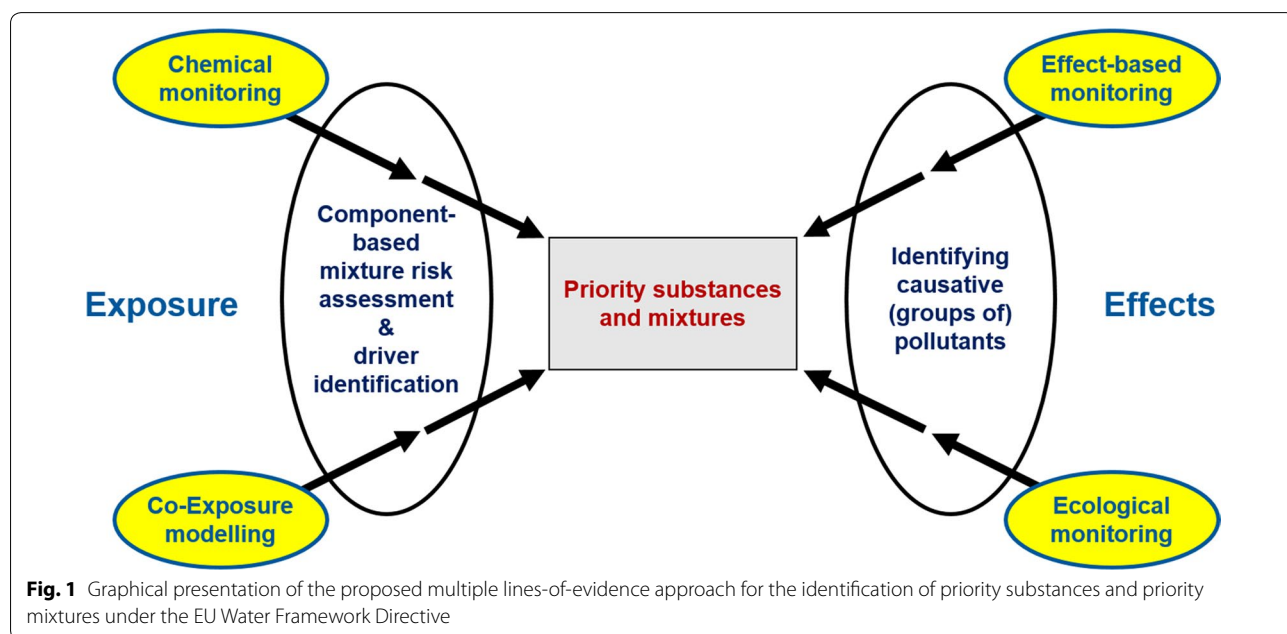 Chemical
monitoring
Effect-based
monitoring
Exposure
Component-
based
mixture risk
assessment
&
driver
identification
Priority substances
and mixtures
Identifying
causative
(groups of)
pollutants
Effects
Co-Exposure
modelling
Ecological
monitoring
Fig. 1 Graphical presentation of the proposed multiple lines-of-evidence approach for the identification of priority substances and priority
mixtures under the EU Water Framework Directive